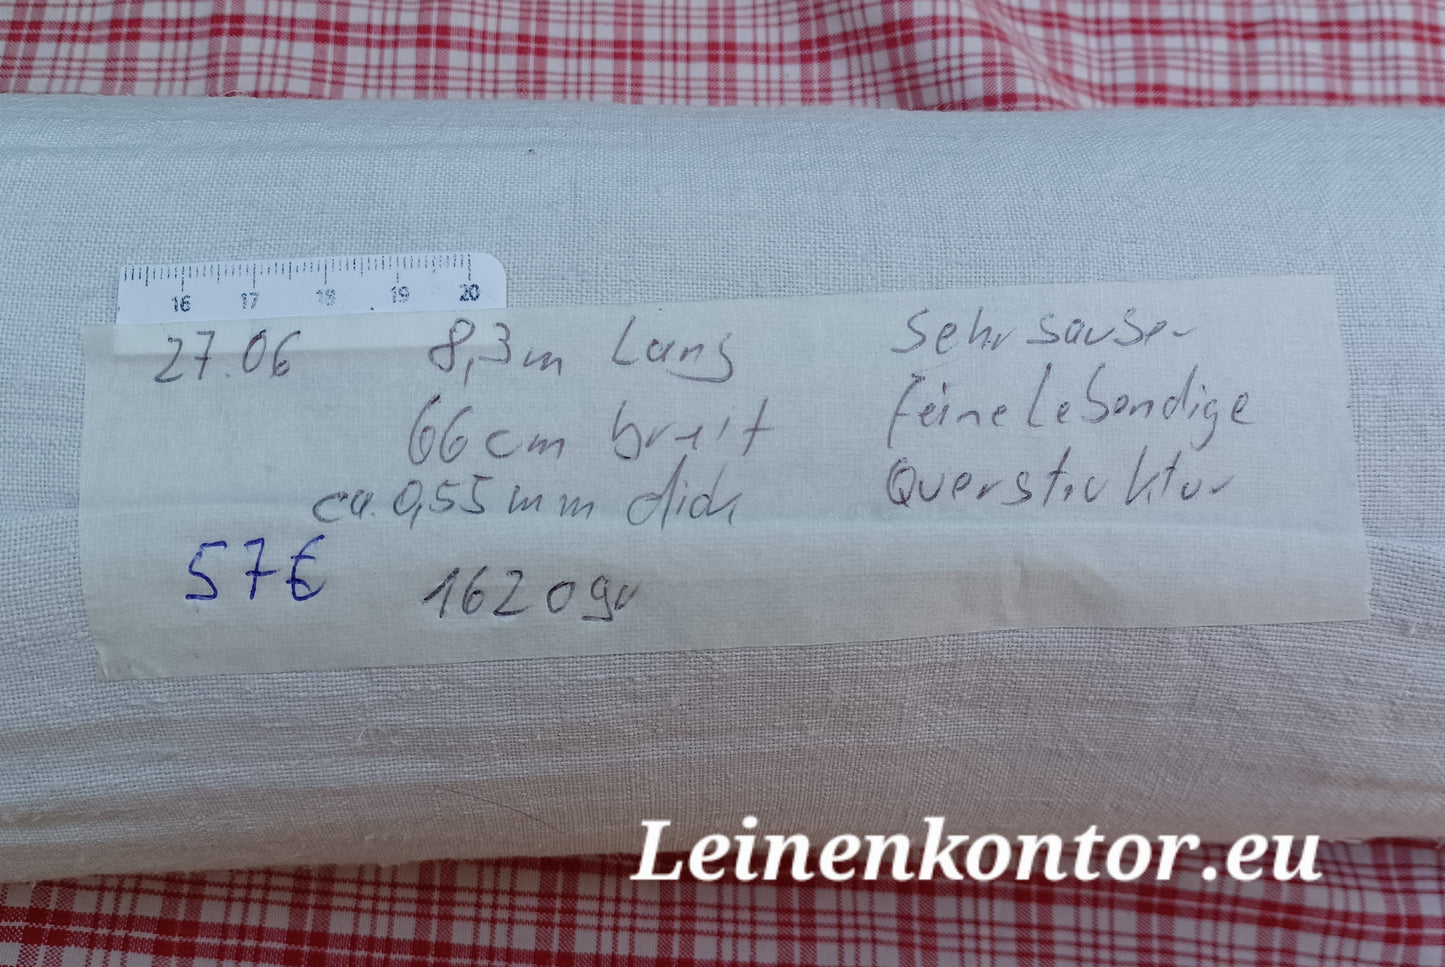 16 17 18 19 20
27.06 8,3m Lang
66cm breit
ca. 0,55mm dick
57€ 1620gr
Sehr sauber
Feine Lebendige
Querstruktur
Leinenkontor.eu